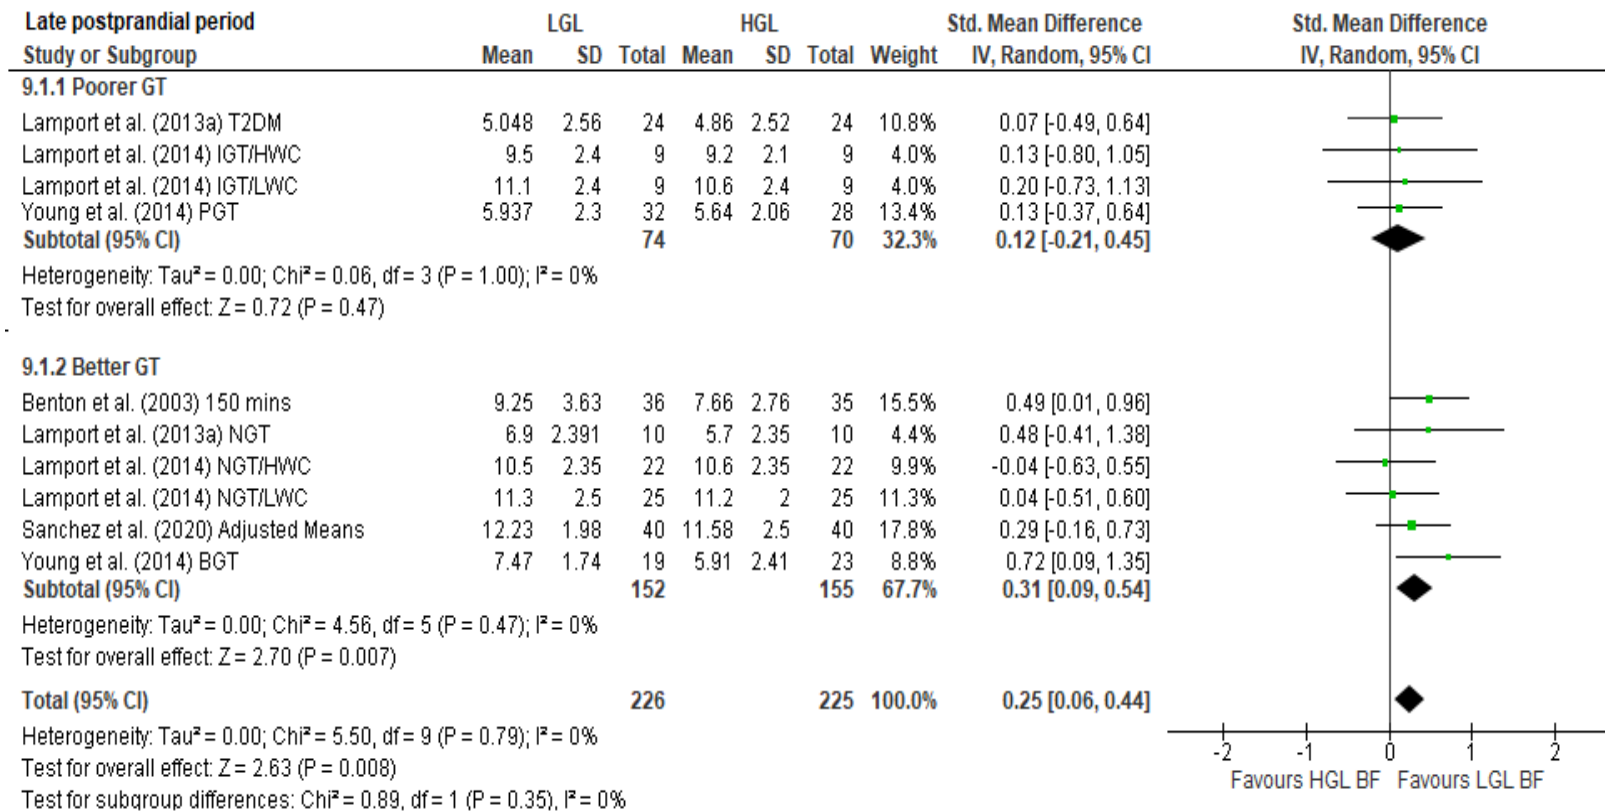 Late postprandial period LGL HGL Std. Mean Difference Std. Mean Difference
Study or Subgroup Mean SD Total Mean SD Total Weight IV, Random, 95% CI IV, Random, 95% CI
9.1.1 Poorer GT
Lamport et al. (2013a) T2DM 5.048 2.56 24 4.86 2.52 24 10.8% 0.07 [-0.49, 0.64]
Lamport et al. (2014) IGT/HWC 9.5 2.4 9 9.2 2.1 9 4.0% 0.13 [-0.80, 1.05]
Lamport et al. (2014) IGT/LWC 11.1 2.4 9 10.6 2.4 9 4.0% 0.20 [-0.73, 1.13]
Young et al. (2014) PGT 5.937 2.3 32 5.64 2.06 28 13.4% 0.13 [-0.37, 0.64]
Subtotal (95% CI) 74 70 32.3% 0.12 [-0.21, 0.45]
Heterogeneity: Tau² = 0.00; Chi² = 0.06, df = 3 (P = 1.00); I² = 0%
Test for overall effect: Z = 0.72 (P = 0.47)
9.1.2 Better GT
Benton et al. (2003) 150 mins 9.25 3.63 36 7.66 2.76 35 15.5% 0.49 [0.01, 0.96]
Lamport et al. (2013a) NGT 6.9 2.391 10 5.7 2.35 10 4.4% 0.48 [-0.41, 1.38]
Lamport et al. (2014) NGT/HWC 10.5 2.35 22 10.6 2.35 22 9.9% -0.04 [-0.63, 0.55]
Lamport et al. (2014) NGT/LWC 11.3 2.5 25 11.2 2 25 11.3% 0.04 [-0.51, 0.60]
Sanchez et al. (2020) Adjusted Means 12.23 1.98 40 11.58 2.5 40 17.8% 0.29 [-0.16, 0.73]
Young et al. (2014) BGT 7.47 1.74 19 5.91 2.41 23 8.8% 0.72 [0.09, 1.35]
Subtotal (95% CI) 152 155 67.7% 0.31 [0.09, 0.54]
Heterogeneity: Tau² = 0.00; Chi² = 4.56, df = 5 (P = 0.47); I² = 0%
Test for overall effect: Z = 2.70 (P = 0.007)
Total (95% CI) 226 225 100.0% 0.25 [0.06, 0.44]
Heterogeneity: Tau² = 0.00; Chi² = 5.50, df = 9 (P = 0.79); I² = 0%
Test for overall effect: Z = 2.63 (P = 0.008)
Test for subgroup differences: Chi² = 0.89, df = 1 (P = 0.35), I² = 0%
-2 -1 0 1 2
Favours HGL BF Favours LGL BF